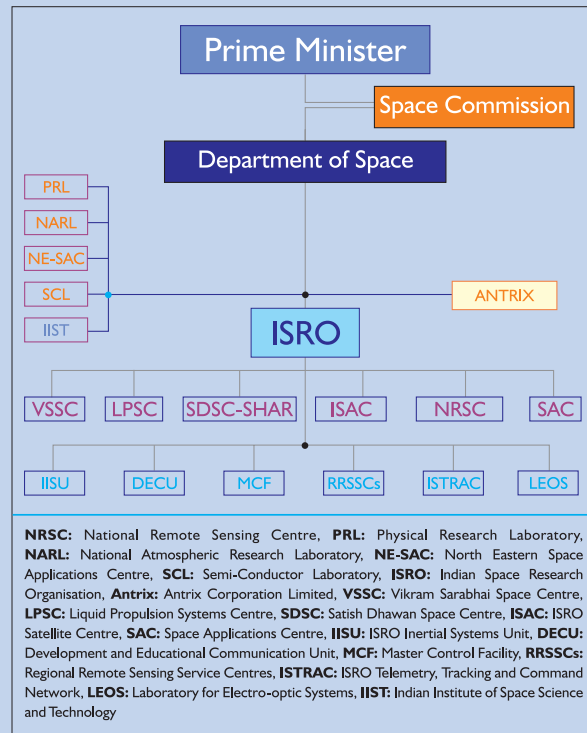 Prime Minister
Space Commission
Department of Space
PRL
NARL
NE-SAC
SCL
IIST
ANTRIX
ISRO
VSSC LPSC SDSC-SHAR ISAC NRSC SAC
IISU DECU MCF RRSSCs ISTRAC LEOS
NRSC: National Remote Sensing Centre, PRL: Physical Research Laboratory,
NARL: National Atmospheric Research Laboratory, NE-SAC: North Eastern Space
Applications Centre, SCL: Semi-Conductor Laboratory, ISRO: Indian Space Research
Organisation, Antrix: Antrix Corporation Limited, VSSC: Vikram Sarabhai Space Centre,
LPSC: Liquid Propulsion Systems Centre, SDSC: Satish Dhawan Space Centre, ISAC: ISRO
Satellite Centre, SAC: Space Applications Centre, IISU: ISRO Inertial Systems Unit, DECU:
Development and Educational Communication Unit, MCF: Master Control Facility, RRSSCs:
Regional Remote Sensing Service Centres, ISTRAC: ISRO Telemetry, Tracking and Command
Network, LEOS: Laboratory for Electro-optic Systems, IIST: Indian Institute of Space Science
and Technology